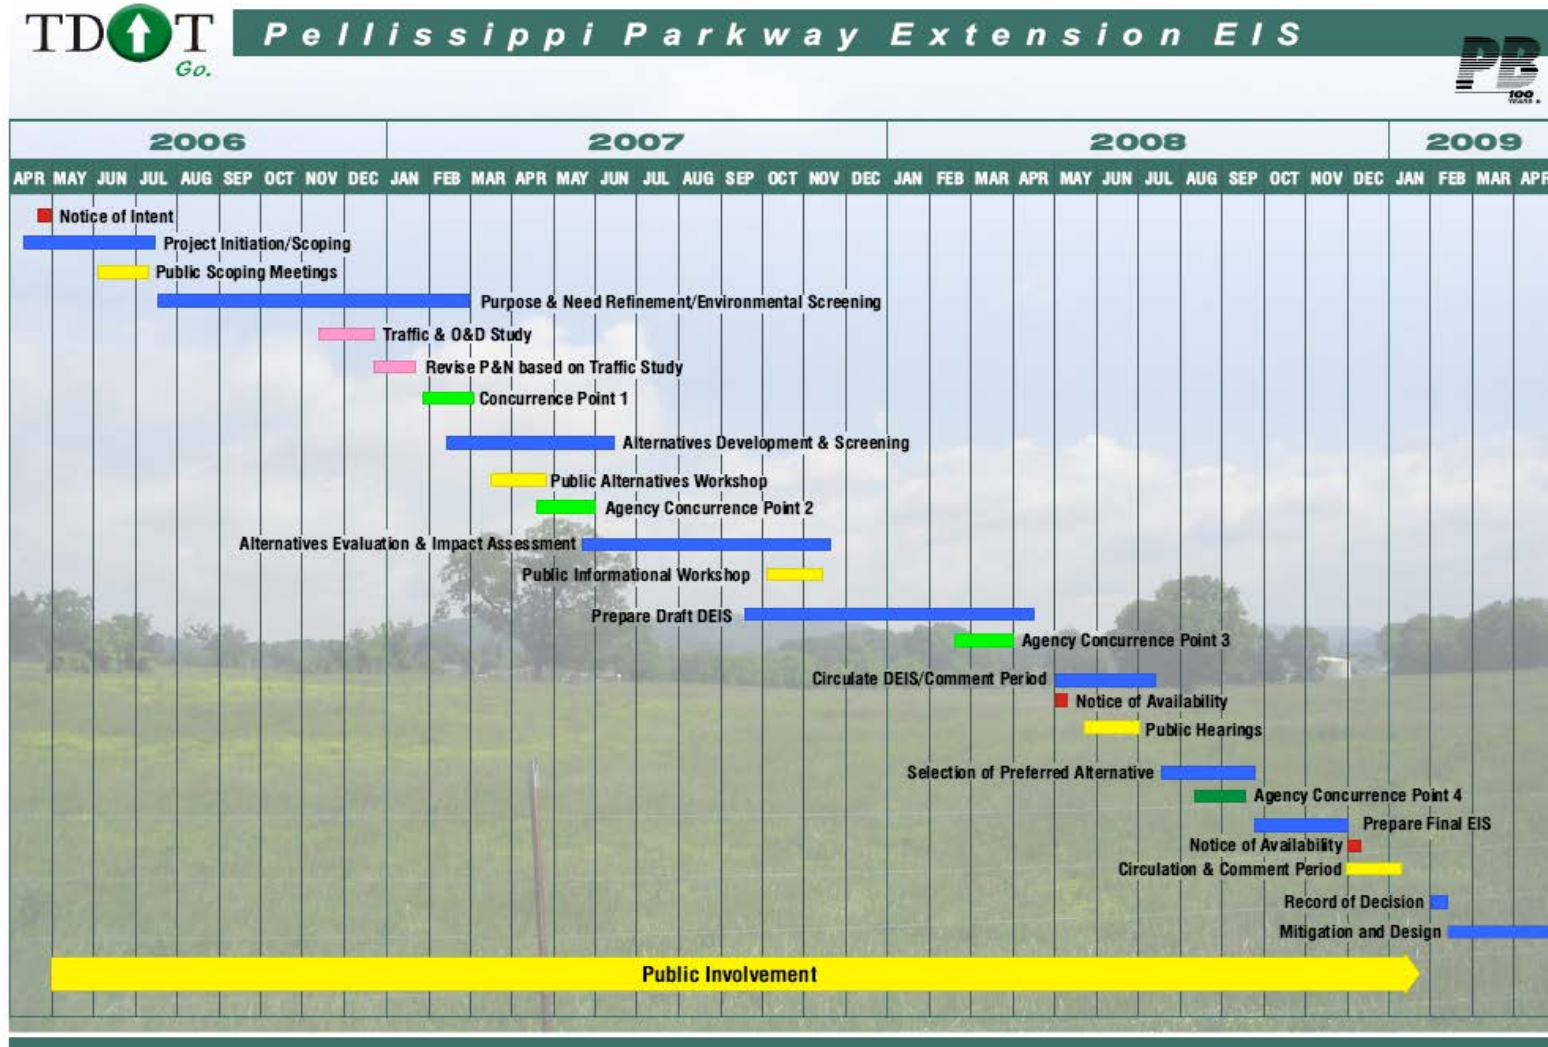 TDOT
Go.
Pellissippi Parkway Extension EIS
PB
100
YEARS
2006 2007 2008 2009
APR MAY JUN JUL AUG SEP OCT NOV DEC JAN FEB MAR APR MAY JUN JUL AUG SEP OCT NOV DEC JAN FEB MAR APR MAY JUN JUL AUG SEP OCT NOV DEC JAN FEB MAR APR
Notice of Intent
Project Initiation/Scoping
Public Scoping Meetings
Purpose & Need Refinement/Environmental Screening
Traffic & O&D Study
Revise P&N based on Traffic Study
Concurrence Point 1
Alternatives Development & Screening
Public Alternatives Workshop
Agency Concurrence Point 2
Alternatives Evaluation & Impact Assessment
Public Informational Workshop
Prepare Draft DEIS
Agency Concurrence Point 3
Circulate DEIS/Comment Period
Notice of Availability
Public Hearings
Selection of Preferred Alternative
Agency Concurrence Point 4
Prepare Final EIS
Notice of Availability
Circulation & Comment Period
Record of Decision
Mitigation and Design
Public Involvement